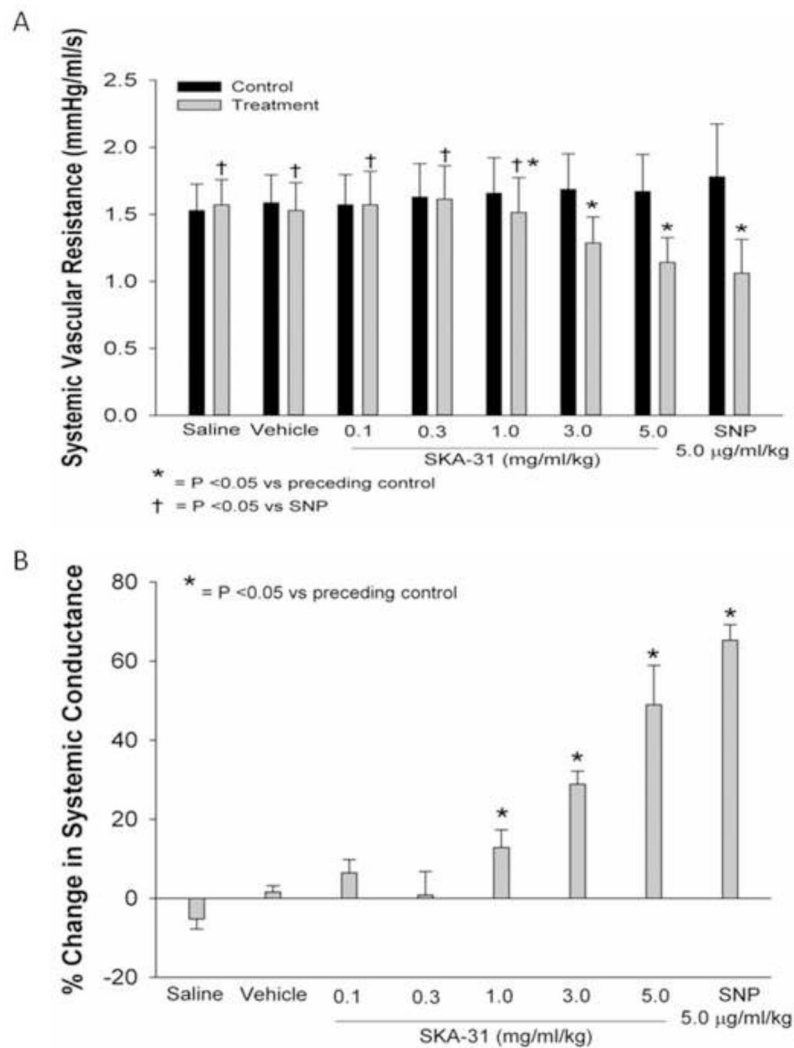 A
Systemic Vascular Resistance (mmHg/ml/s)
2.5
2.0
1.5
1.0
0.5
0.0
Control
Treatment
† † † † † * * * *
Saline Vehicle 0.1 0.3 1.0 3.0 5.0 SNP
SKA-31 (mg/ml/kg) 5.0 µg/ml/kg
* = P <0.05 vs preceding control
† = P <0.05 vs SNP
B
% Change in Systemic Conductance
80
60
40
20
0
-20
* = P <0.05 vs preceding control
* * * *
Saline Vehicle 0.1 0.3 1.0 3.0 5.0 SNP
SKA-31 (mg/ml/kg) 5.0 µg/ml/kg